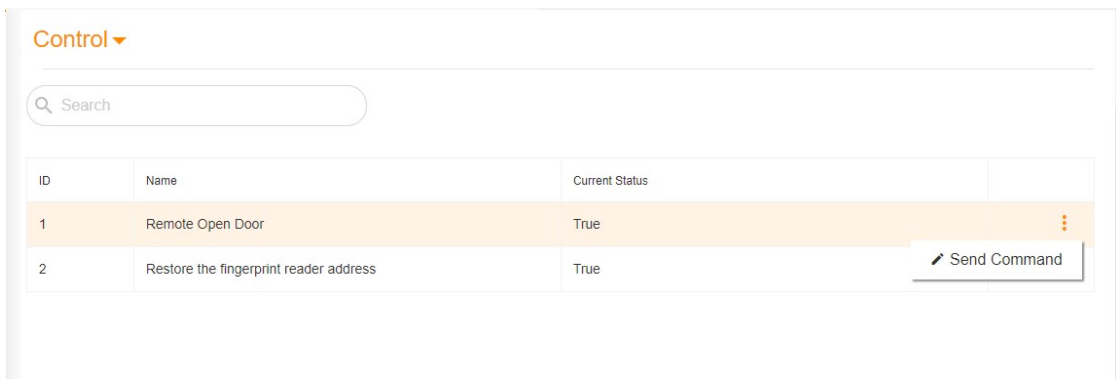 Control
Search
ID Name Current Status
1 Remote Open Door True
2 Restore the fingerprint reader address True
Send Command